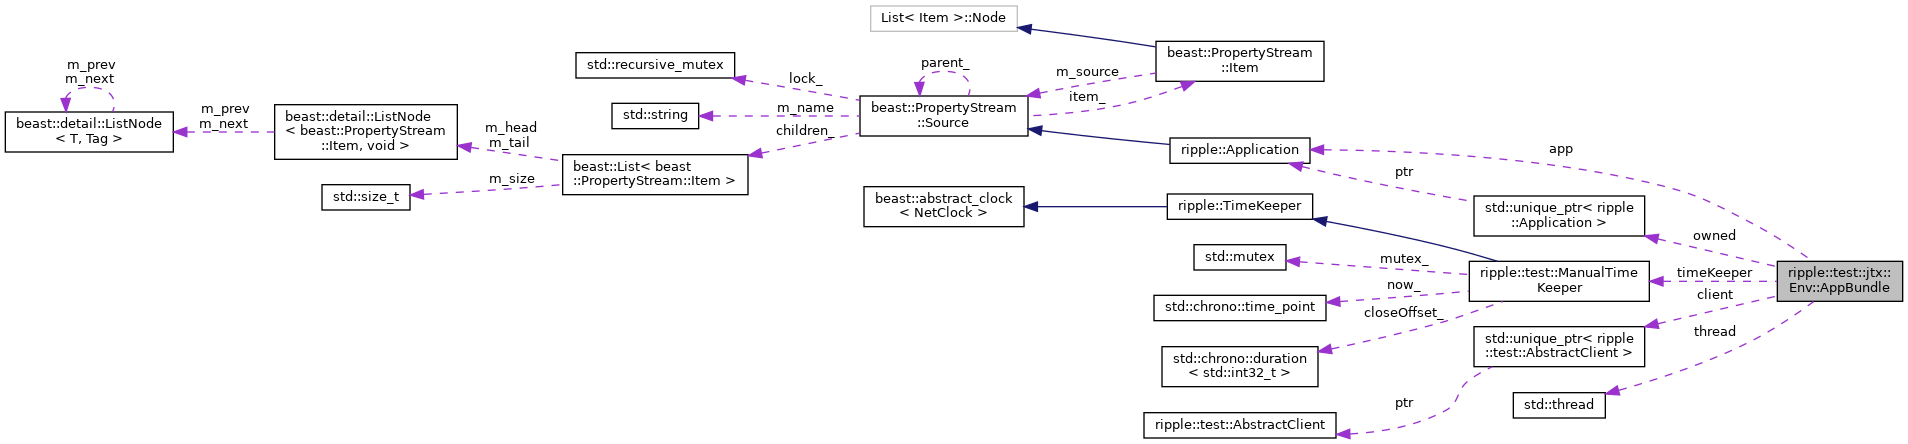 List< Item >::Node
beast::PropertyStream
::Item
std::recursive_mutex
parent_
m_source
m_prev
m_next
lock_
item_
m_name
beast::PropertyStream
::Source
m_prev
m_next
beast::detail::ListNode
< beast::PropertyStream
::Item, void >
std::string
beast::detail::ListNode
< T, Tag >
m_head
m_tail
children_
ripple::Application
app
beast::List< beast
::PropertyStream::Item >
m_size
std::size_t
ptr
beast::abstract_clock
< NetClock >
ripple::TimeKeeper
std::unique_ptr< ripple
::Application >
owned
std::mutex
mutex_
ripple::test::ManualTime
Keeper
timeKeeper
ripple::test::jtx::
Env::AppBundle
now_
client
std::chrono::time_point
closeOffset_
thread
std::unique_ptr< ripple
::test::AbstractClient >
std::chrono::duration
< std::int32_t >
ptr
std::thread
ripple::test::AbstractClient